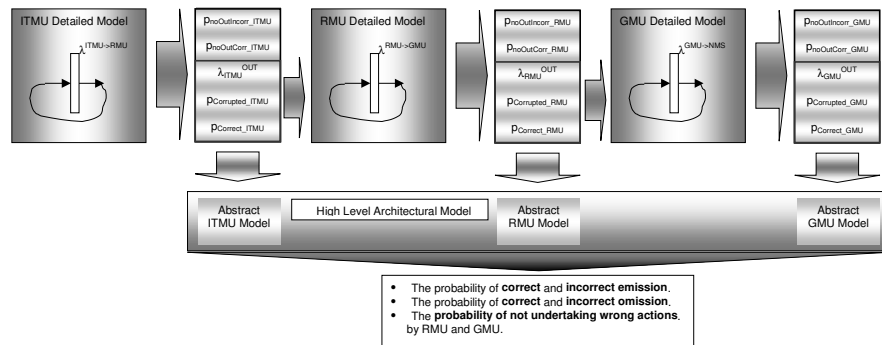 ITMU Detailed Model
λITMU->RMU
pnoOutIncorr_ITMU
pnoOutCorr_ITMU
λITMU OUT
pCorrupted_ITMU
pCorrect_ITMU
RMU Detailed Model
λRMU->GMU
pnoOutIncorr_RMU
pnoOutCorr_RMU
λRMU OUT
pCorrupted_RMU
pCorrect_RMU
GMU Detailed Model
λGMU->NMS
pnoOutIncorr_GMU
pnoOutCorr_GMU
λGMU OUT
pCorrupted_GMU
pCorrect_GMU
Abstract
ITMU Model
High Level Architectural Model
Abstract
RMU Model
Abstract
GMU Model
• The probability of correct and incorrect emission.
• The probability of correct and incorrect omission.
• The probability of not undertaking wrong actions.
by RMU and GMU.